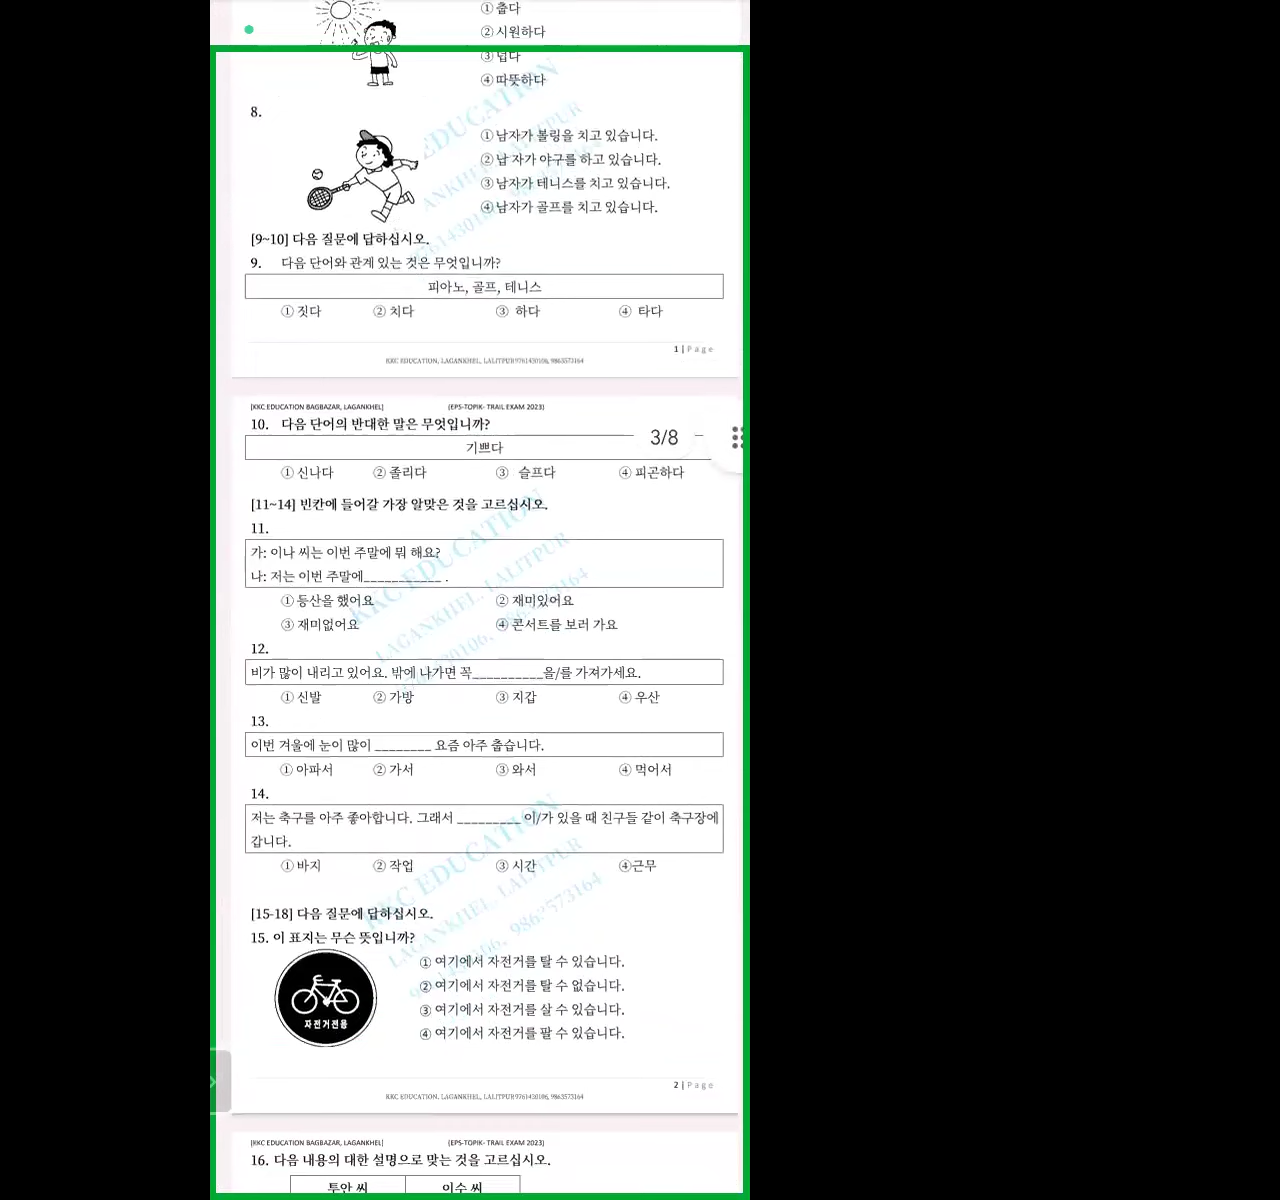 ① 춥다
② 시원하다
③ 덥다
④ 따뜻하다
8.
① 남자가 볼링을 치고 있습니다.
② 납 자가 야구를 하고 있습니다.
③ 남자가 테니스를 치고 있습니다.
④ 남자가 골프를 치고 있습니다.
[9~10] 다음 질문에 답하십시오.
9. 다음 단어와 관계 있는 것은 무엇입니까?
피아노, 골프, 테니스
① 짓다 ② 치다 ③ 하다 ④ 타다
1 | Page
KKC EDUCATION, LAGANKHEL, LALITPUR 9761430106, 9863573164
[KKC EDUCATION BAGBAZAR, LAGANKHEL] [EPS-TOPIK- TRAIL EXAM 2023]
10. 다음 단어의 반대한 말은 무엇입니까?
3/8
기쁘다
① 신나다 ② 졸리다 ③ 슬프다 ④ 피곤하다
[11~14] 빈칸에 들어갈 가장 알맞은 것을 고르십시오.
11.
가: 이나 씨는 이번 주말에 뭐 해요?
나: 저는 이번 주말에___________ .
① 등산을 했어요 ② 재미있어요
③ 재미없어요 ④ 콘서트를 보러 가요
12.
비가 많이 내리고 있어요. 밖에 나가면 꼭__________을/를 가져가세요.
① 신발 ② 가방 ③ 지갑 ④ 우산
13.
이번 겨울에 눈이 많이 ________ 요즘 아주 춥습니다.
① 아파서 ② 가서 ③ 와서 ④ 먹어서
14.
저는 축구를 아주 좋아합니다. 그래서 _________ 이/가 있을 때 친구들 같이 축구장에
갑니다.
① 바지 ② 작업 ③ 시간 ④근무
[15-18] 다음 질문에 답하십시오.
15. 이 표지는 무슨 뜻입니까?
자전거전용
① 여기에서 자전거를 탈 수 있습니다.
② 여기에서 자전거를 탈 수 없습니다.
③ 여기에서 자전거를 살 수 있습니다.
④ 여기에서 자전거를 팔 수 있습니다.
2 | Page
KKC EDUCATION, LAGANKHEL, LALITPUR 9761430106, 9863573164
[KKC EDUCATION BAGBAZAR, LAGANKHEL] [EPS-TOPIK- TRAIL EXAM 2023]
16. 다음 내용의 대한 설명으로 맞는 것을 고르십시오.
투안 씨 이수 씨
KKC EDUCATION
LAGANKHEL, LALITPUR